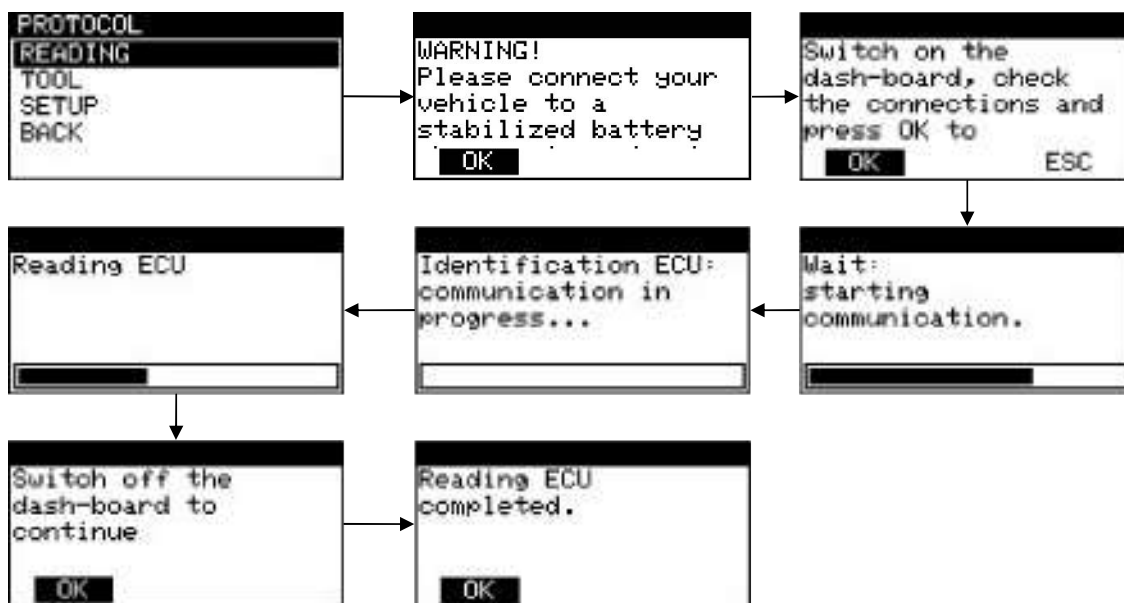 PROTOCOL
READING
TOOL
SETUP
BACK
WARNING!
Please connect your
vehicle to a
stabilized battery
OK
Switch on the
dash-board, check
the connections and
press OK to
OK ESC
Wait:
starting
communication.
Identification ECU:
communication in
progress...
Reading ECU
Switch off the
dash-board to
continue
OK
Reading ECU
completed.
OK